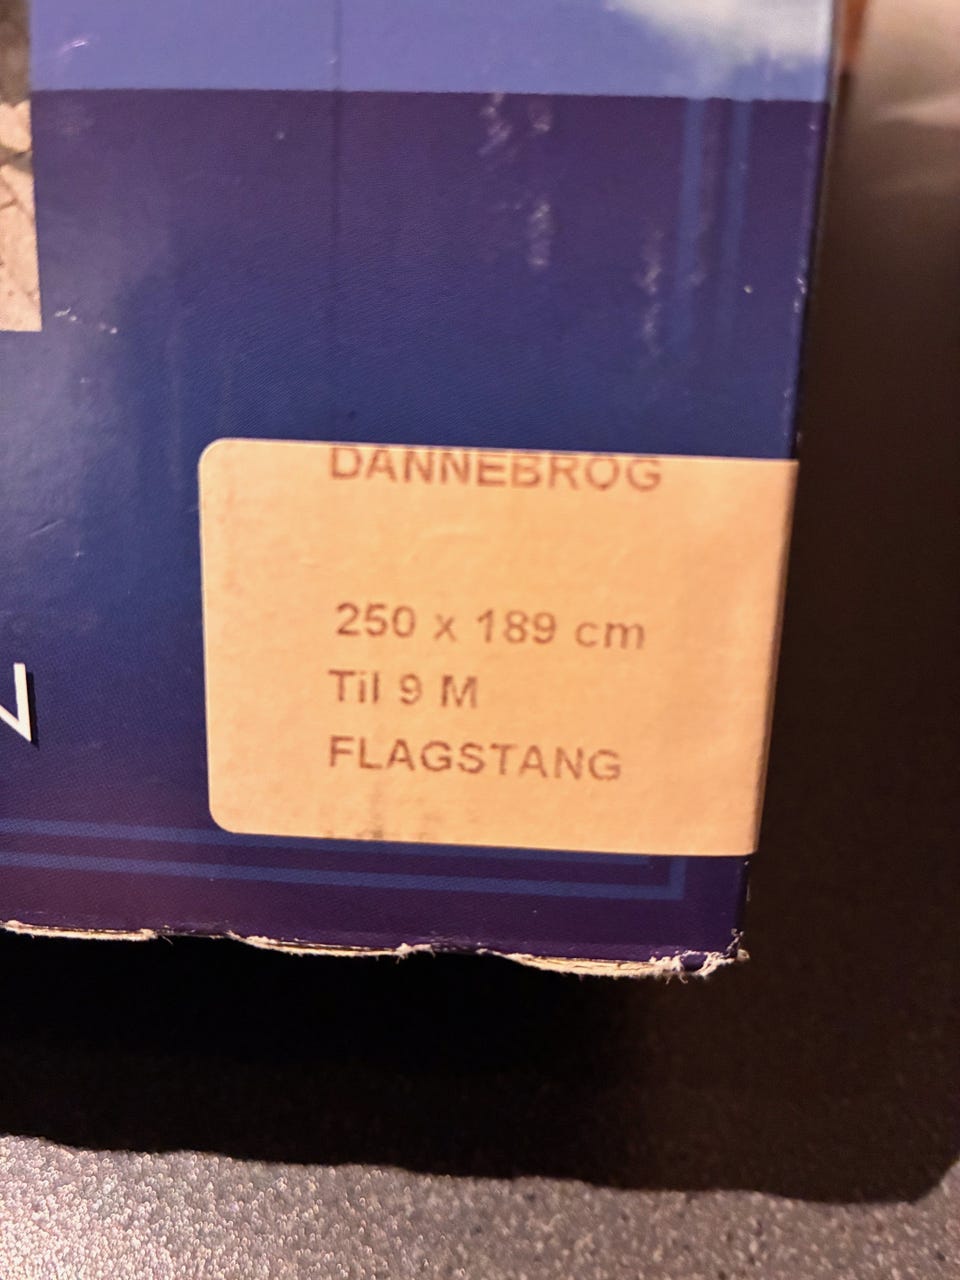 DANNEBROG
250 x 189 cm
Til 9 M
FLAGSTANG